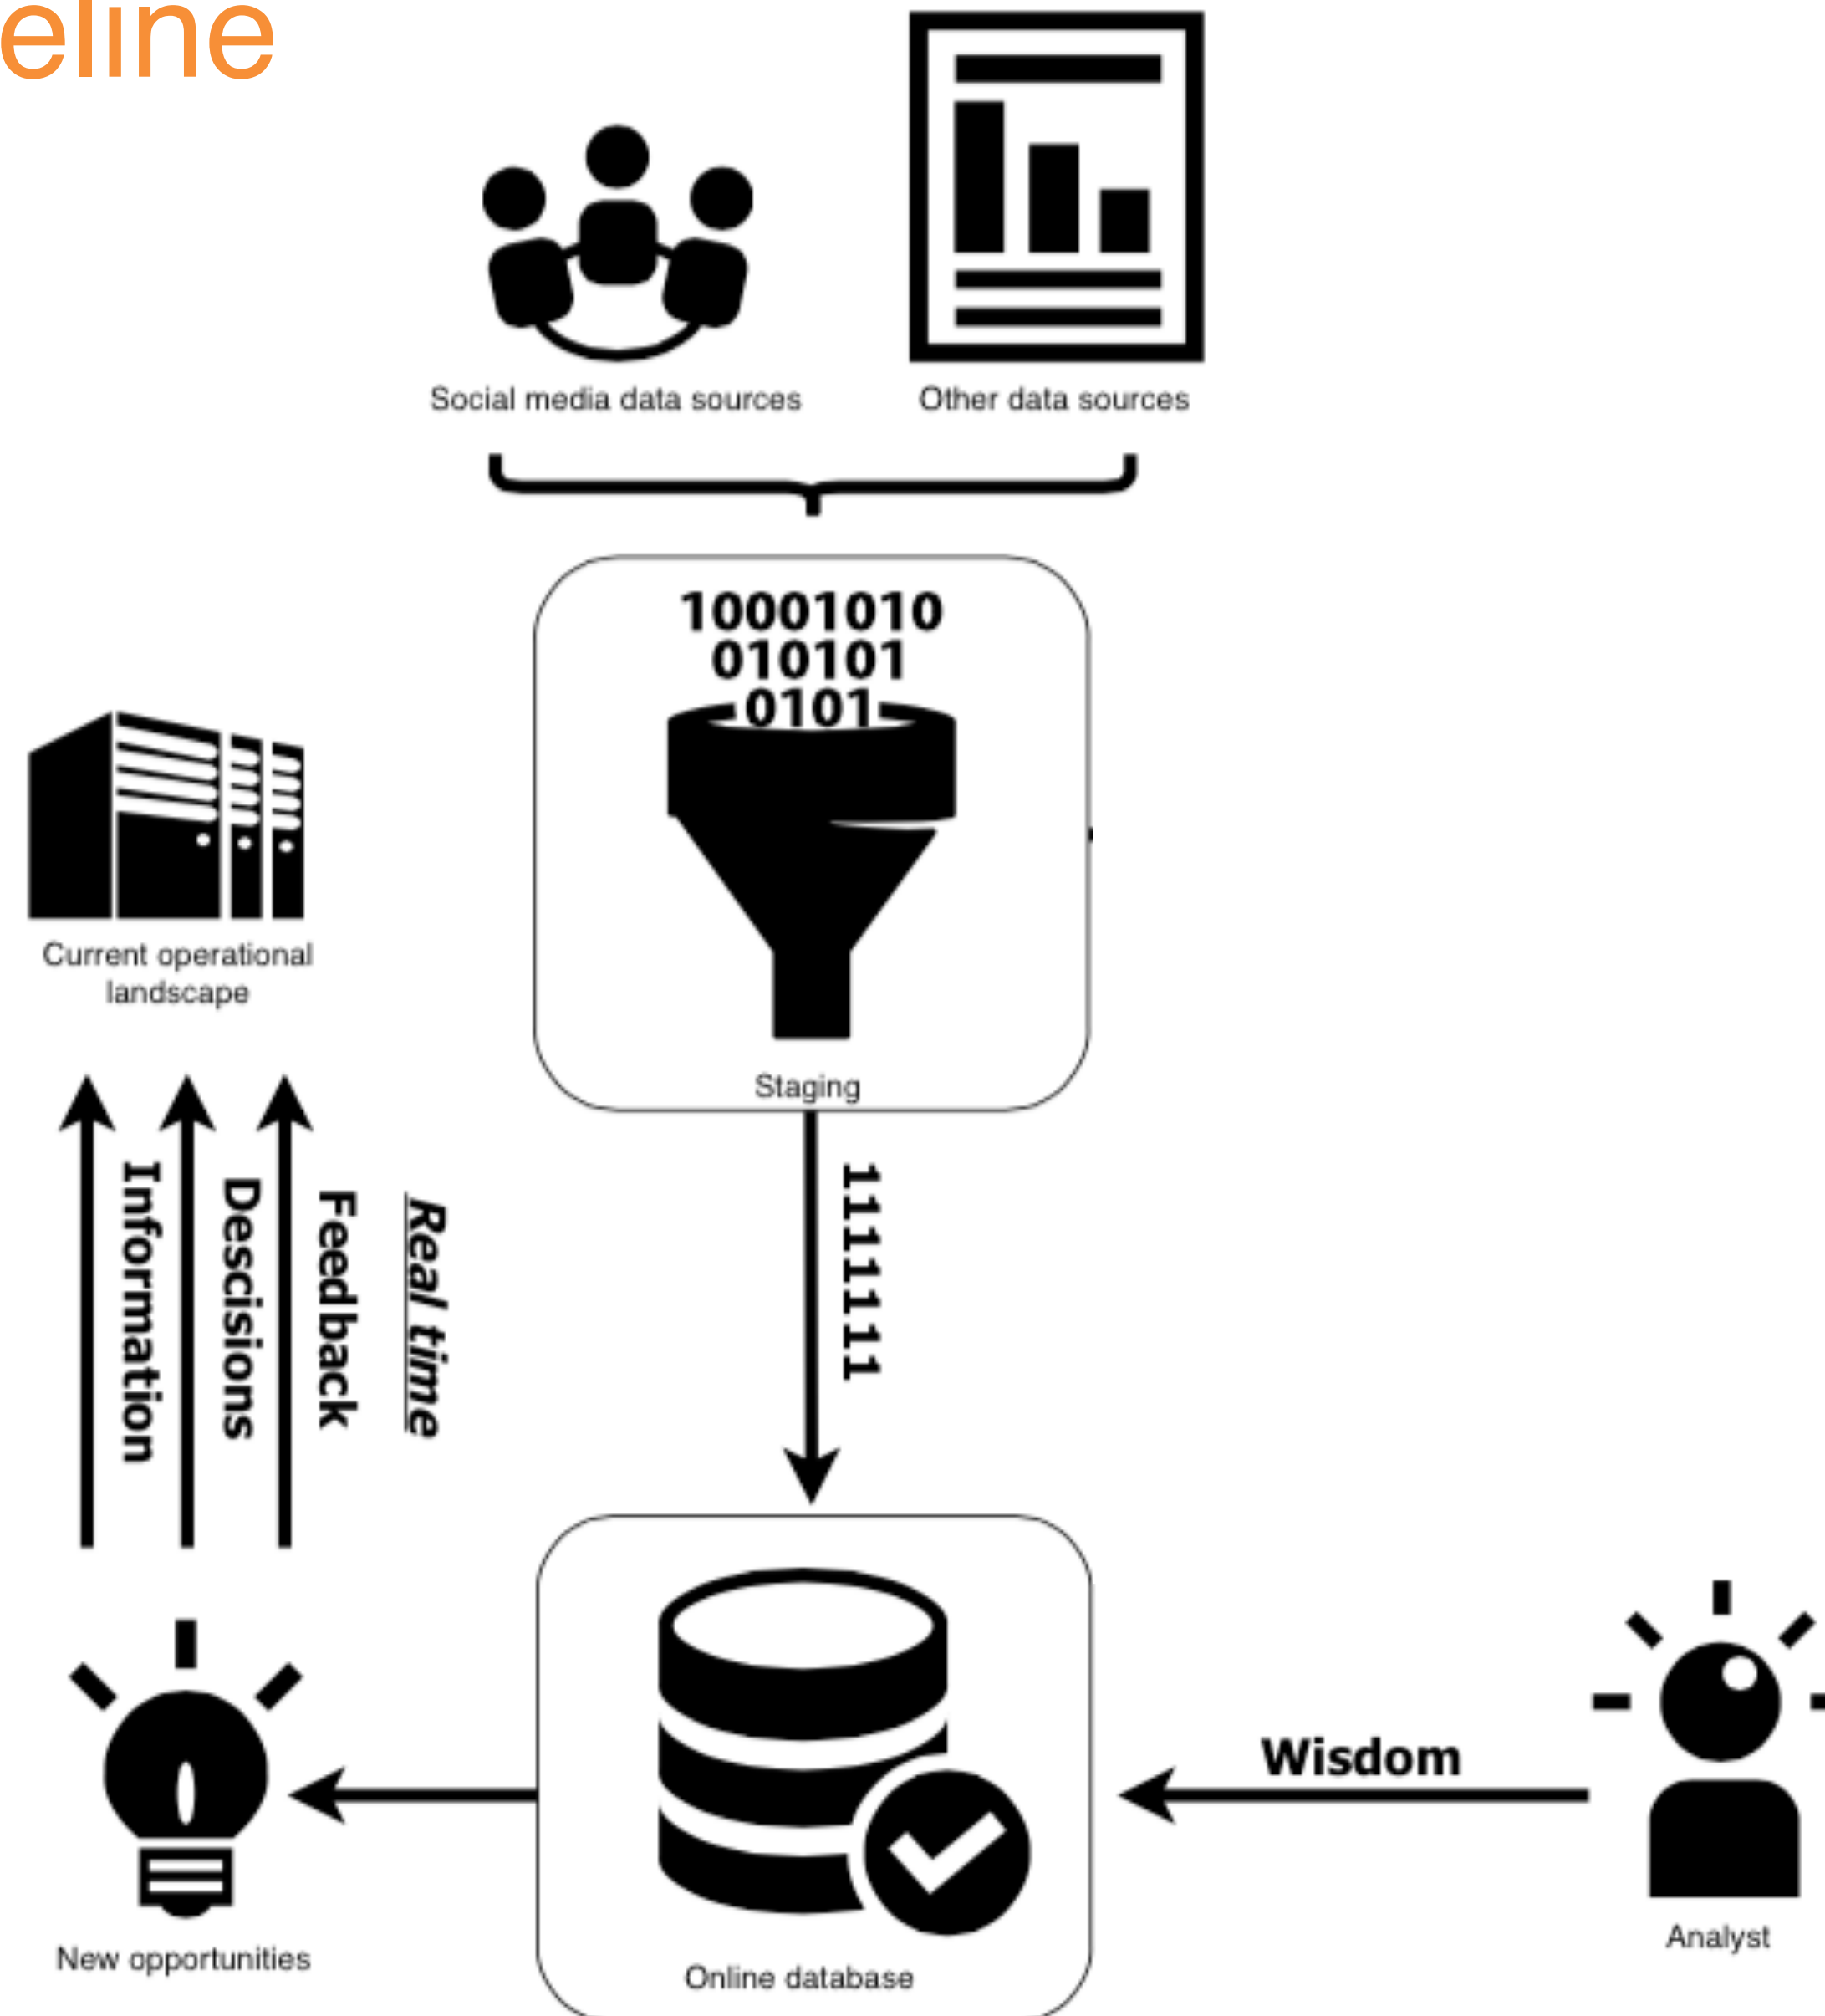 eline
Social media data sources
Other data sources
10001010
010101
0101
Staging
Current operational
landscape
Information
Descisions
Feedback
Real time
1111111
Wisdom
New opportunities
Online database
Analyst